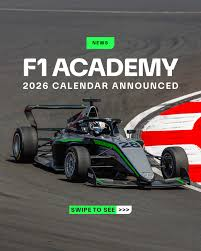 NEWS
F1 ACADEMY
2026 CALENDAR ANNOUNCED
SWIPE TO SEE >>>